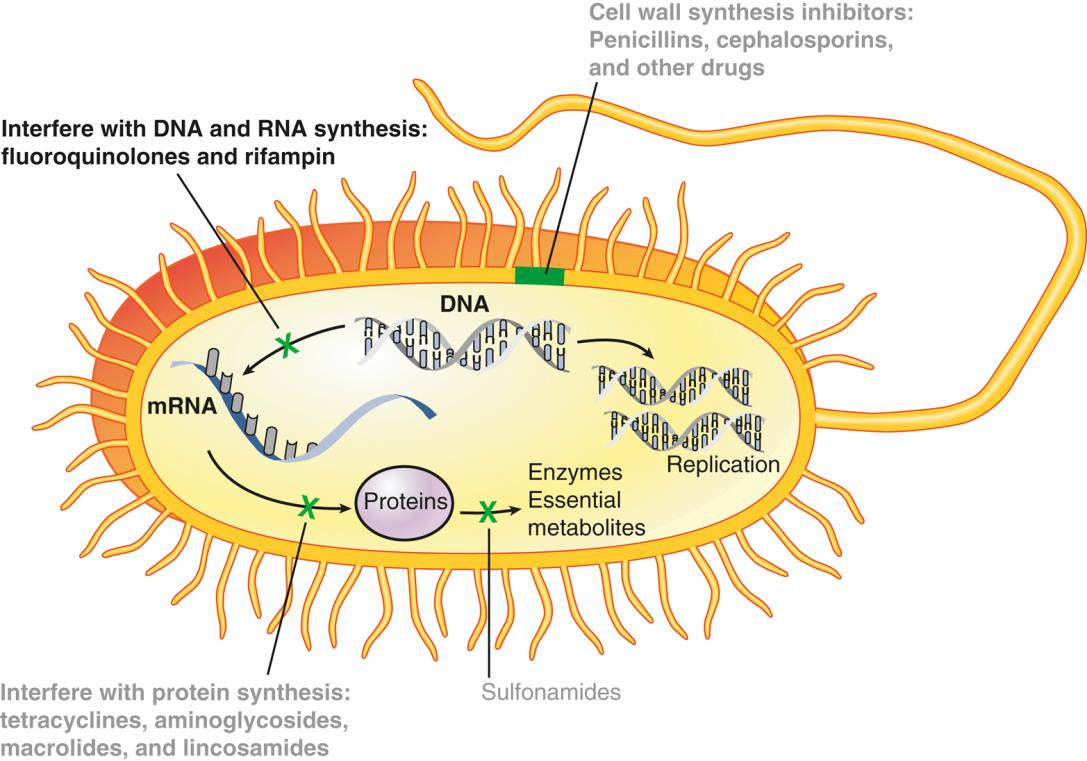 Cell wall synthesis inhibitors:
Penicillins, cephalosporins,
and other drugs
Interfere with DNA and RNA synthesis:
fluoroquinolones and rifampin
DNA
mRNA
Replication
Proteins
Enzymes
Essential
metabolites
Interfere with protein synthesis:
tetracyclines, aminoglycosides,
macrolides, and lincosamides
Sulfonamides